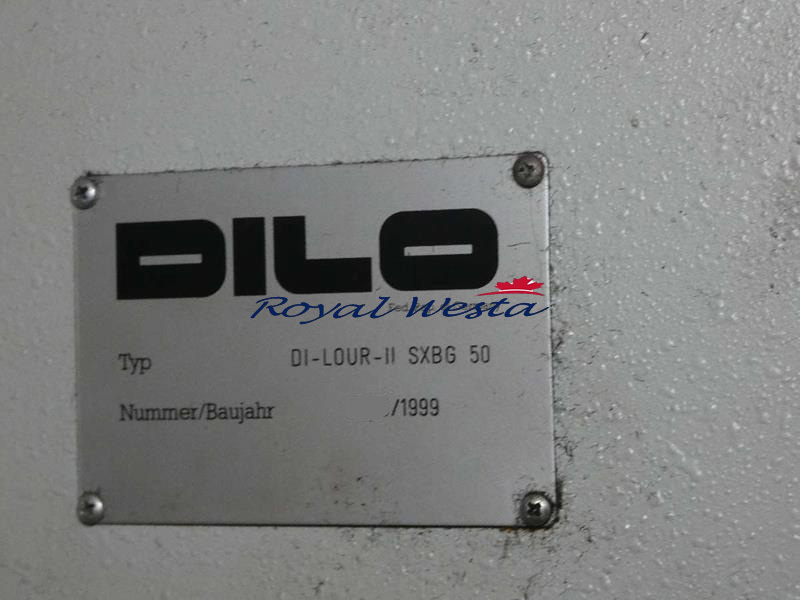 DILO
Royal Westa
Typ DI-LOUR-II SXBG 50
Nummer/Baujahr /1999